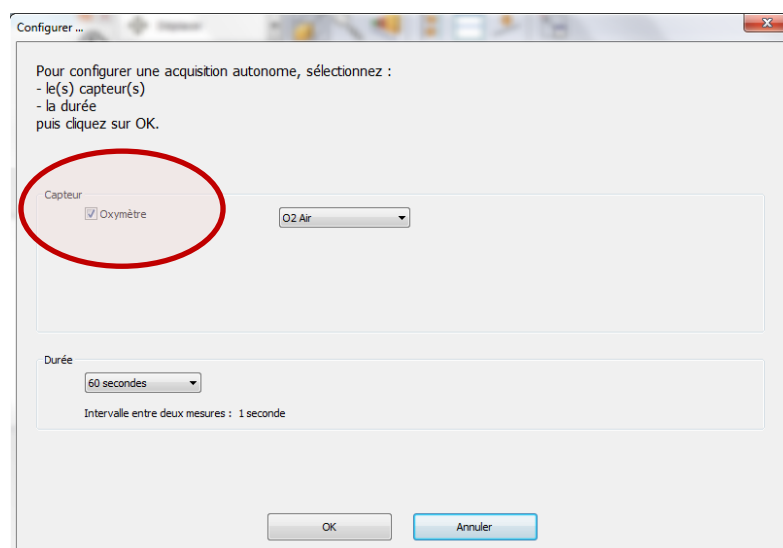 Configurer ...
Déplacer
Pour configurer une acquisition autonome, sélectionnez :
- le(s) capteur(s)
- la durée
puis cliquez sur OK.
Capteur
Oxymètre
O2 Air
Durée
60 secondes
Intervalle entre deux mesures : 1 seconde
OK
Annuler